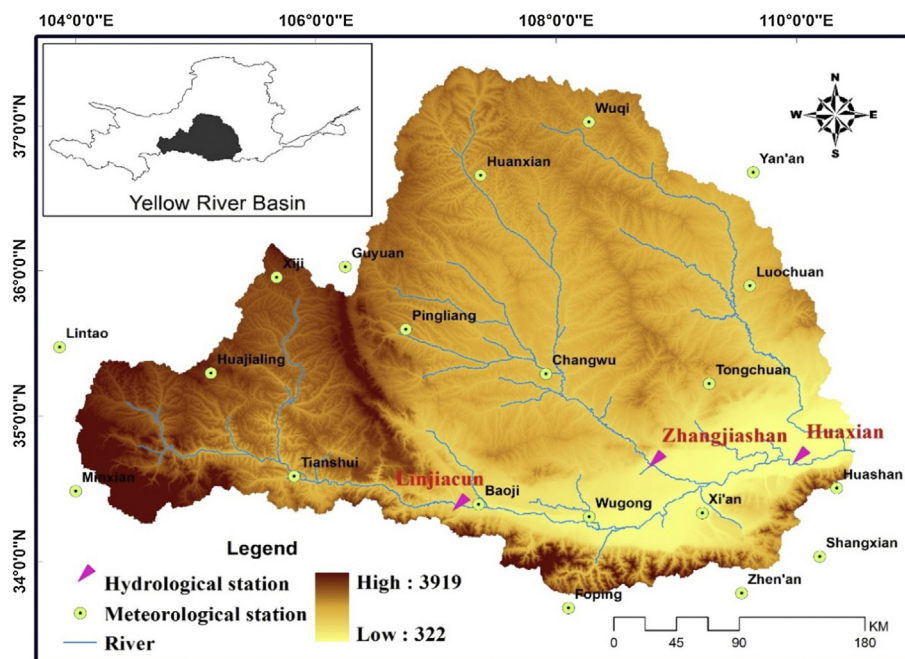 104°0'0"E 106°0'0"E 108°0'0"E 110°0'0"E
37°0'0"N
36°0'0"N
35°0'0"N
34°0'0"N
Yellow River Basin
N
W E
S
Wuqi
Yan'an
Huanxian
Guyuan
Xiji
Luochuan
Lintao
Pingliang
Huajialing
Changwu
Tongchuan
Zhangjiashan
Huaxian
Tianshui
Linjiacun
Minxian
Baoji
Wugong
Xi'an
Huashan
Shangxian
Foping
Zhen'an
Legend
Hydrological station
Meteorological station
River
High : 3919
Low : 322
KM
0 45 90 180